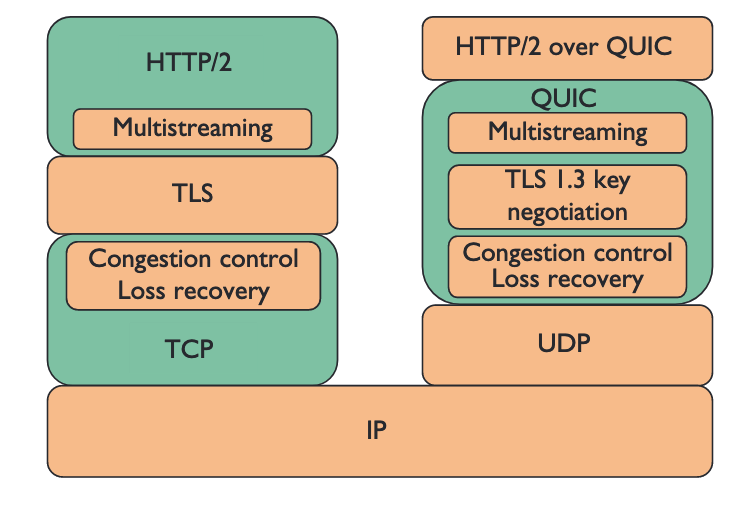 HTTP/2
Multistreaming
TLS
Congestion control
Loss recovery
TCP
HTTP/2 over QUIC
QUIC
Multistreaming
TLS 1.3 key
negotiation
Congestion control
Loss recovery
UDP
IP